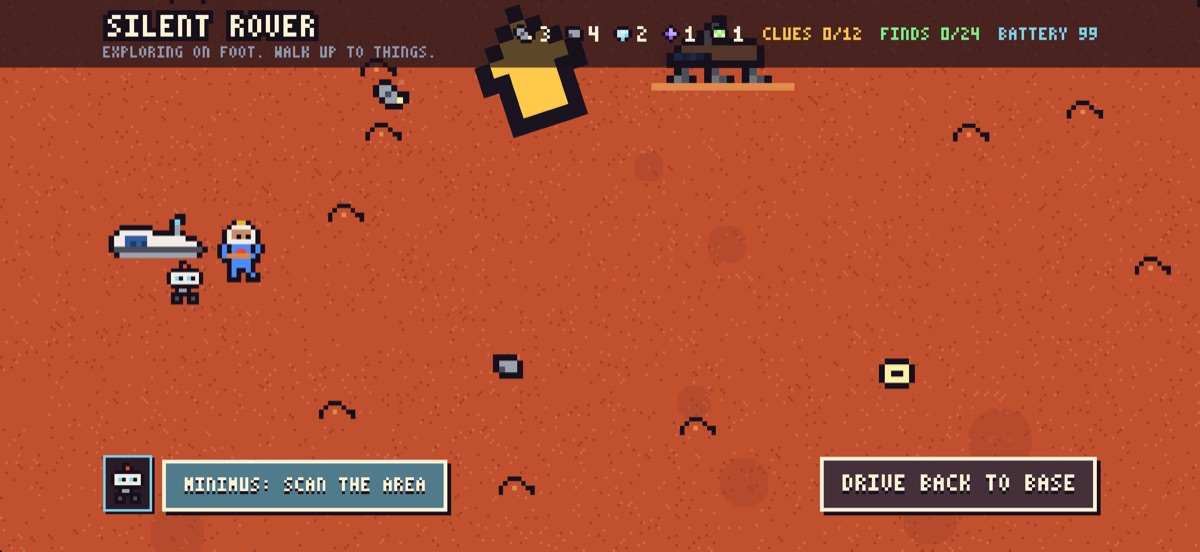 SILENT ROVER
EXPLORING ON FOOT. WALK UP TO THINGS.
3 4 2 1 1 CLUES 0/12 FINDS 0/24 BATTERY 99
MINIMUS: SCAN THE AREA
DRIVE BACK TO BASE